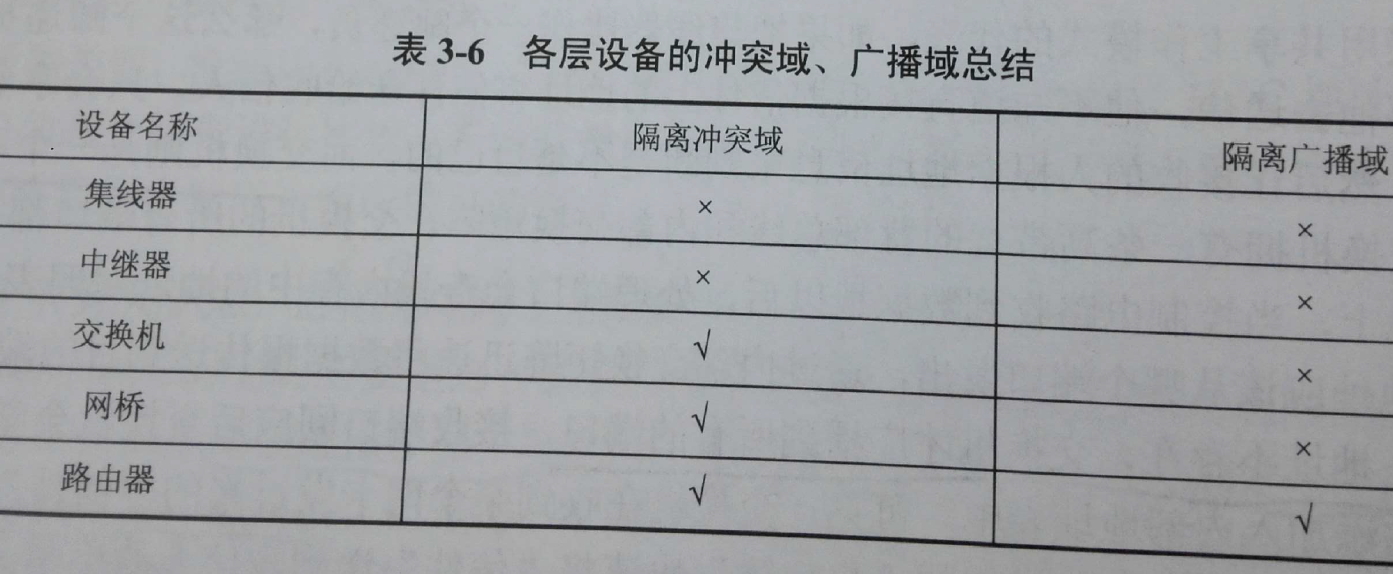 表 3-6 各层设备的冲突域、广播域总结
设备名称 隔离冲突域 隔离广播域
集线器 × ×
中继器 × ×
交换机 √ ×
网桥 √ ×
路由器 √ √